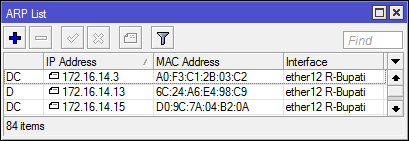 ARP List
Find
IP Address MAC Address Interface
DC 172.16.14.3 A0:F3:C1:2B:03:C2 ether12 R-Bupati
D 172.16.14.13 6C:24:A6:E4:98:C9 ether12 R-Bupati
DC 172.16.14.15 D0:9C:7A:04:B2:0A ether12 R-Bupati
84 items